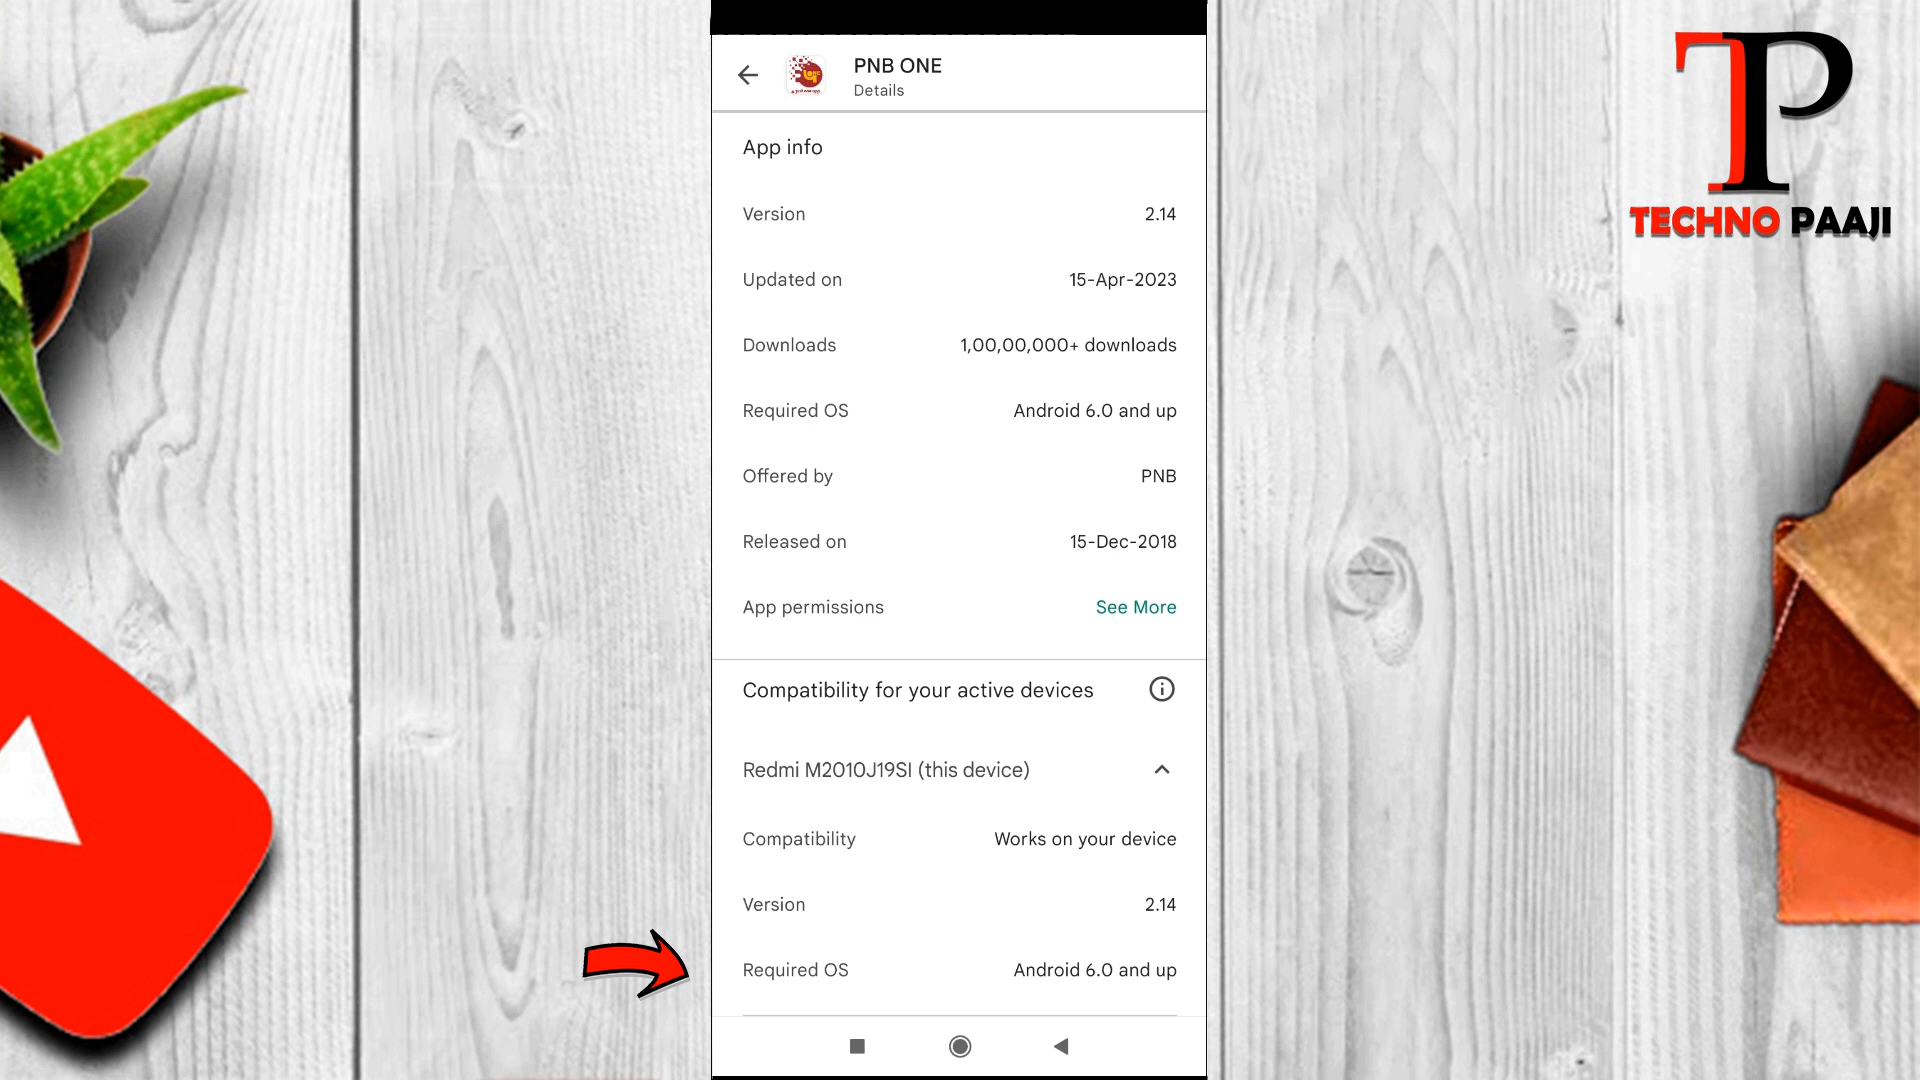 PNB ONE
Details
App info
Version 2.14
Updated on 15-Apr-2023
Downloads 1,00,00,000+ downloads
Required OS Android 6.0 and up
Offered by PNB
Released on 15-Dec-2018
App permissions See More
Compatibility for your active devices
Redmi M2010J19SI (this device)
Compatibility Works on your device
Version 2.14
Required OS Android 6.0 and up
TP
TECHNO PAAJI